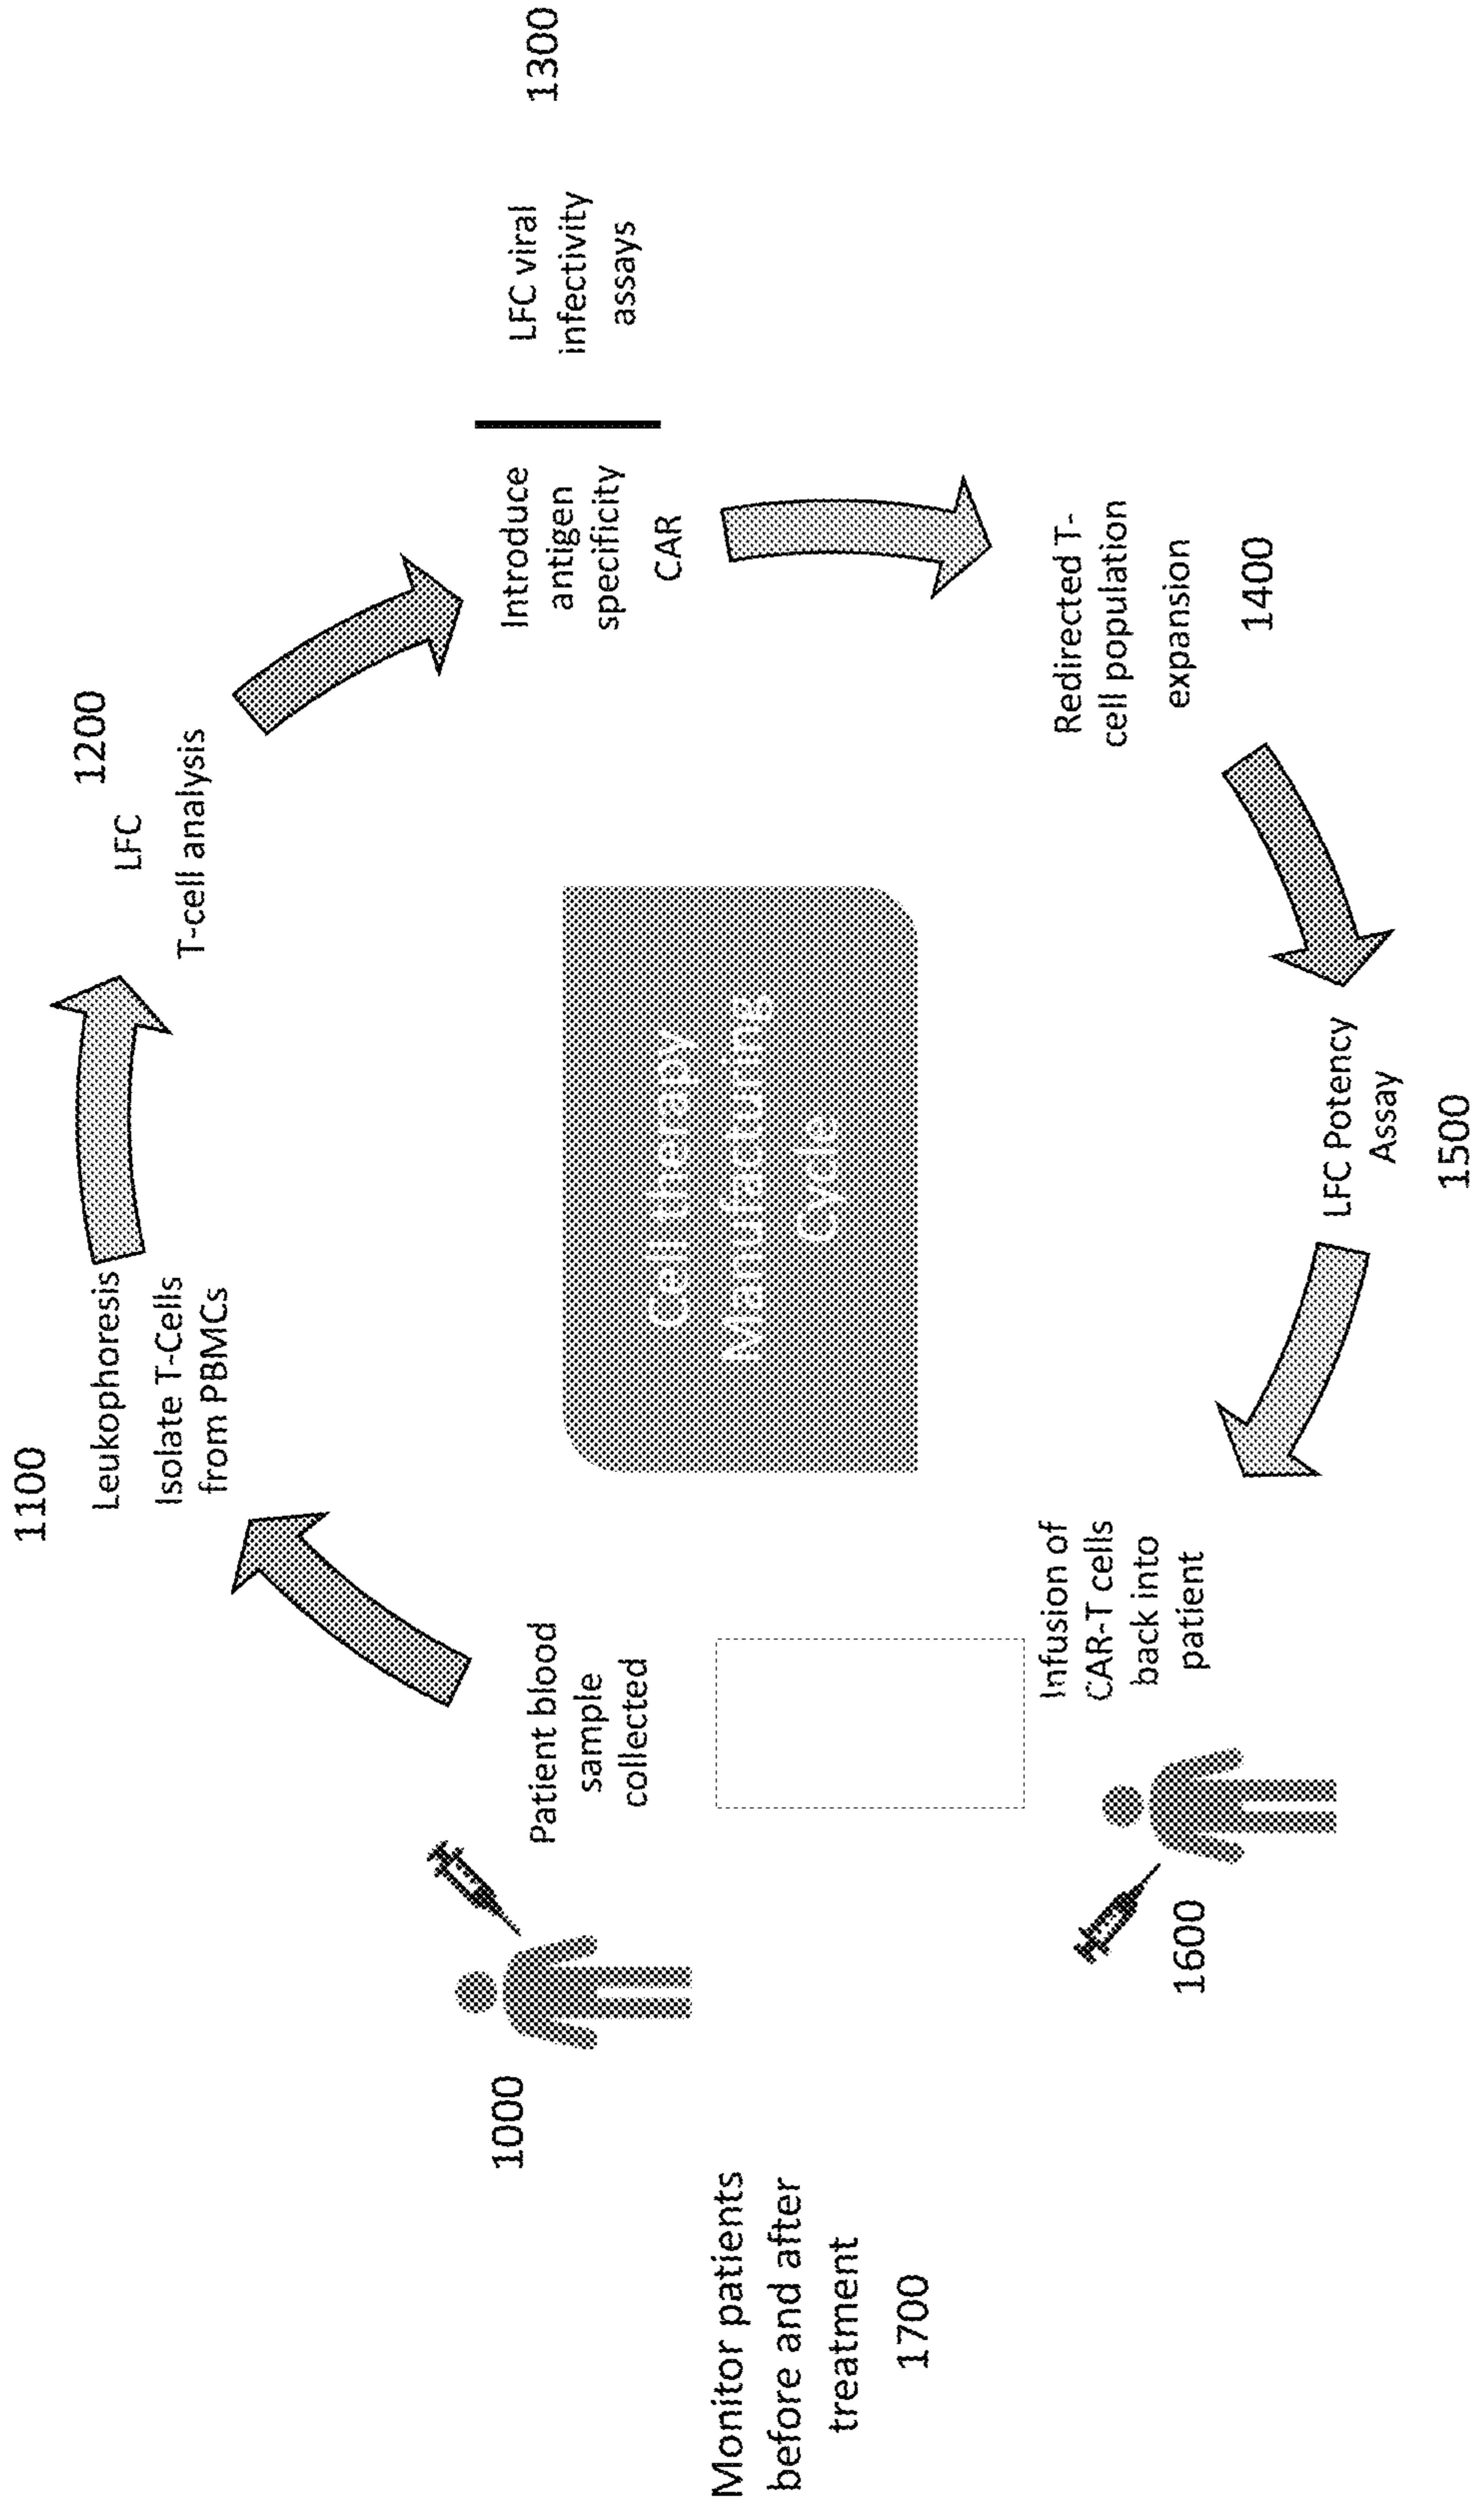 1100
Leukophoresis
Isolate T-Cells
from PBMCs
1200
LFC
T-cell analysis
Introduce
antigen
specificity
CAR
LFC viral
infectivity
assays
1300
Redirected T-
cell population
expansion
1400
LFC Potency
Assay
1500
Infusion of
CAR-T cells
back into
patient
1600
Patient blood
sample
collected
1000
Monitor patients
before and after
treatment
1700
Cell therapy
Manufacturing
Cycle